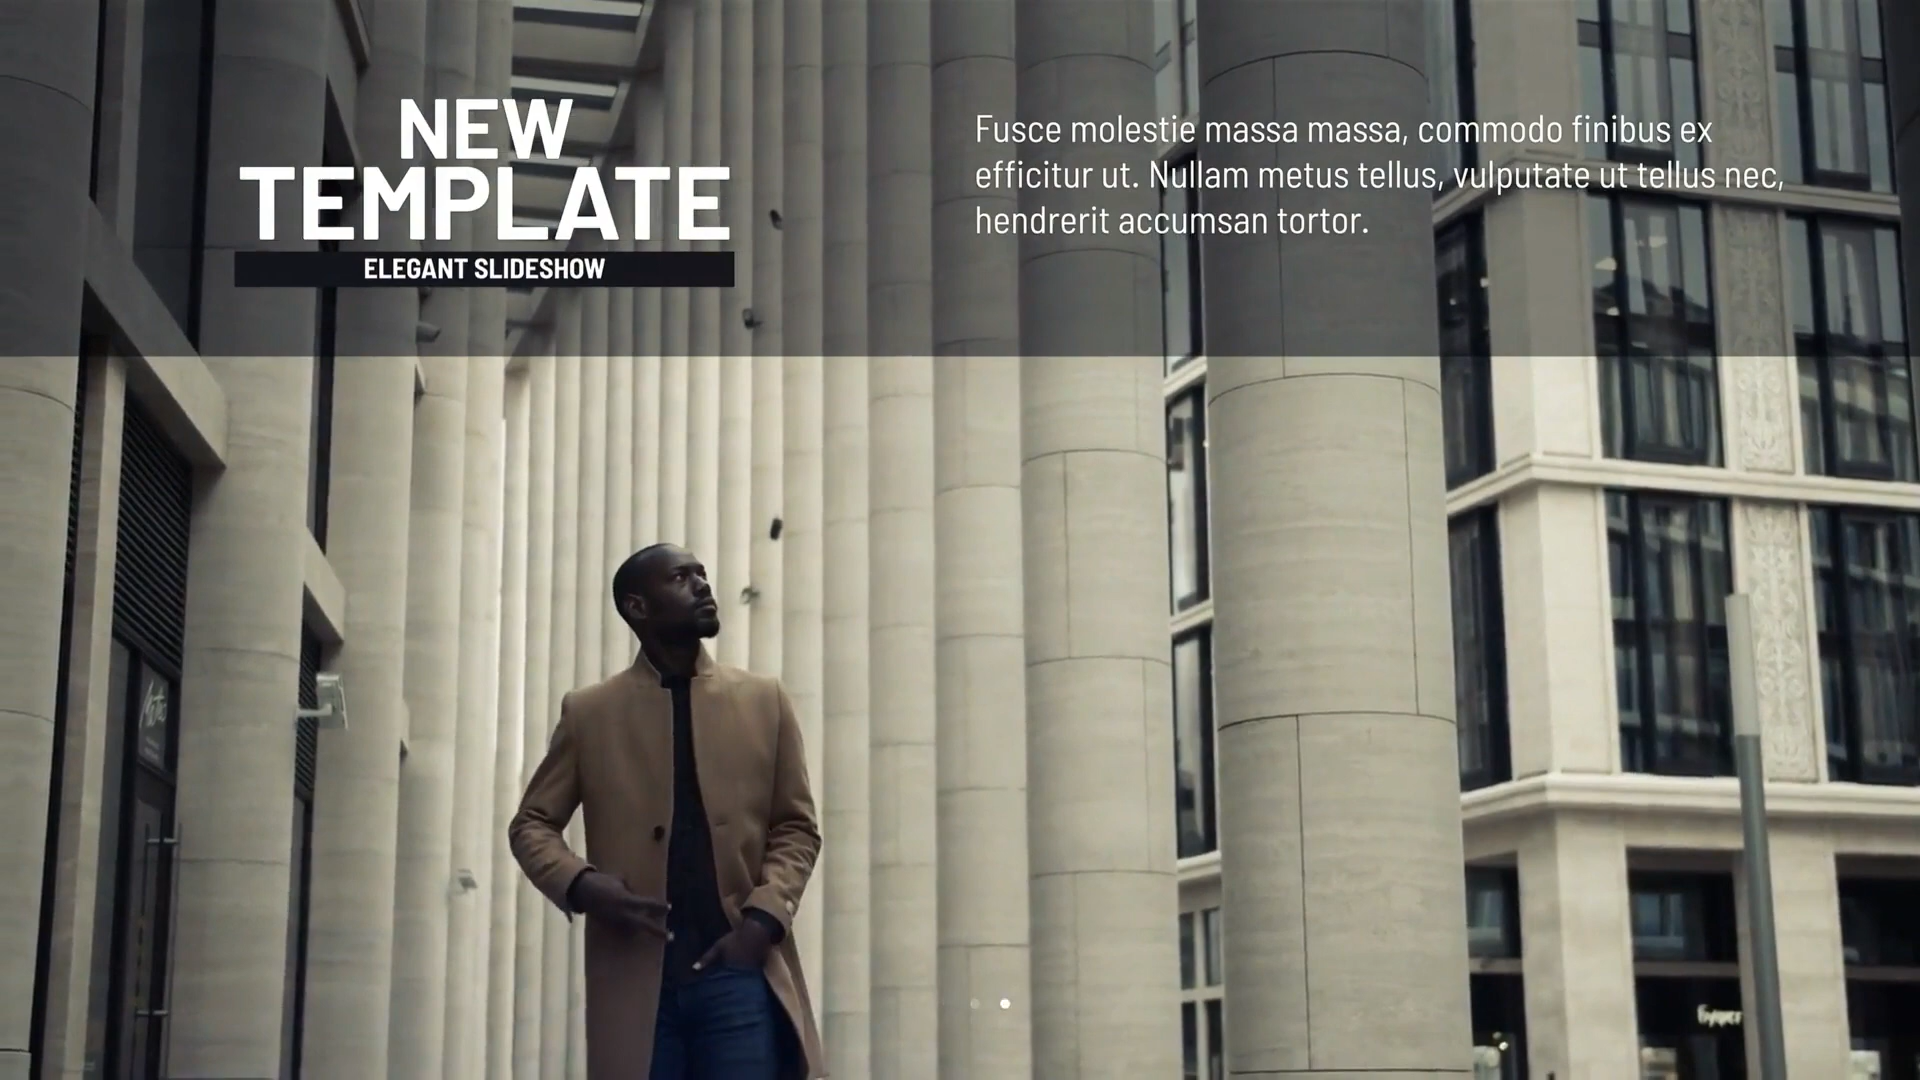 NEW
TEMPLATE
ELEGANT SLIDESHOW
Fusce molestie massa massa, commodo finibus ex
efficitur ut. Nullam metus tellus, vulputate ut tellus nec,
hendrerit accumsan tortor.